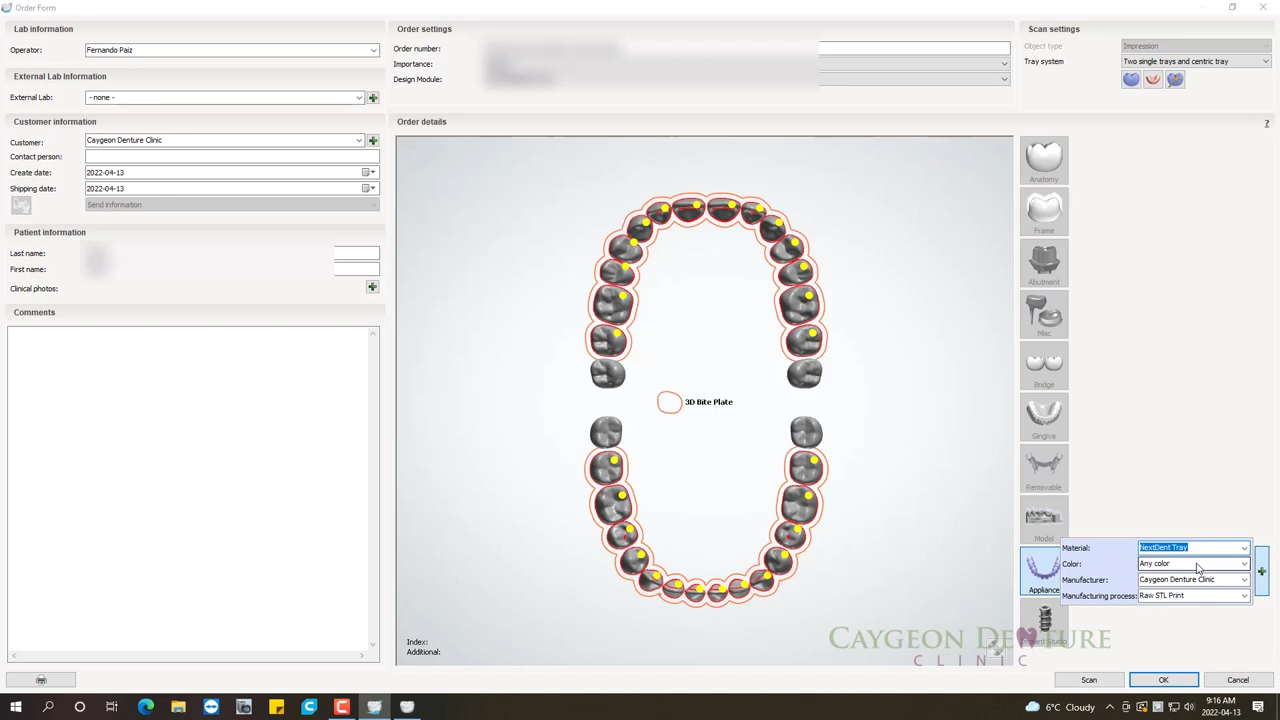 Order Form
Lab information
Operator:
Fernando Paiz
External Lab Information
External Lab:
- none -
Customer information
Customer:
Caygeon Denture Clinic
Contact person:
Create date:
2022-04-13
Shipping date:
2022-04-13
Send information
Patient information
Last name:
First name:
Clinical photos:
Comments
Order settings
Order number:
Importance:
Design Module:
Order details
?
3D Bite Plate
Index:
Additional:
Scan settings
Object type
Impression
Tray system
Two single trays and centric tray
Anatomy
Frame
Abutment
Misc
Bridge
Gingiva
Removable
Model
Appliance
Material:
NextDent Tray
Color:
Any color
Manufacturer:
Caygeon Denture Clinic
Manufacturing process:
Raw STL Print
CAYGEON DENTURE
CLINIC
Scan
OK
Cancel
6°C Cloudy
9:16 AM
2022-04-13